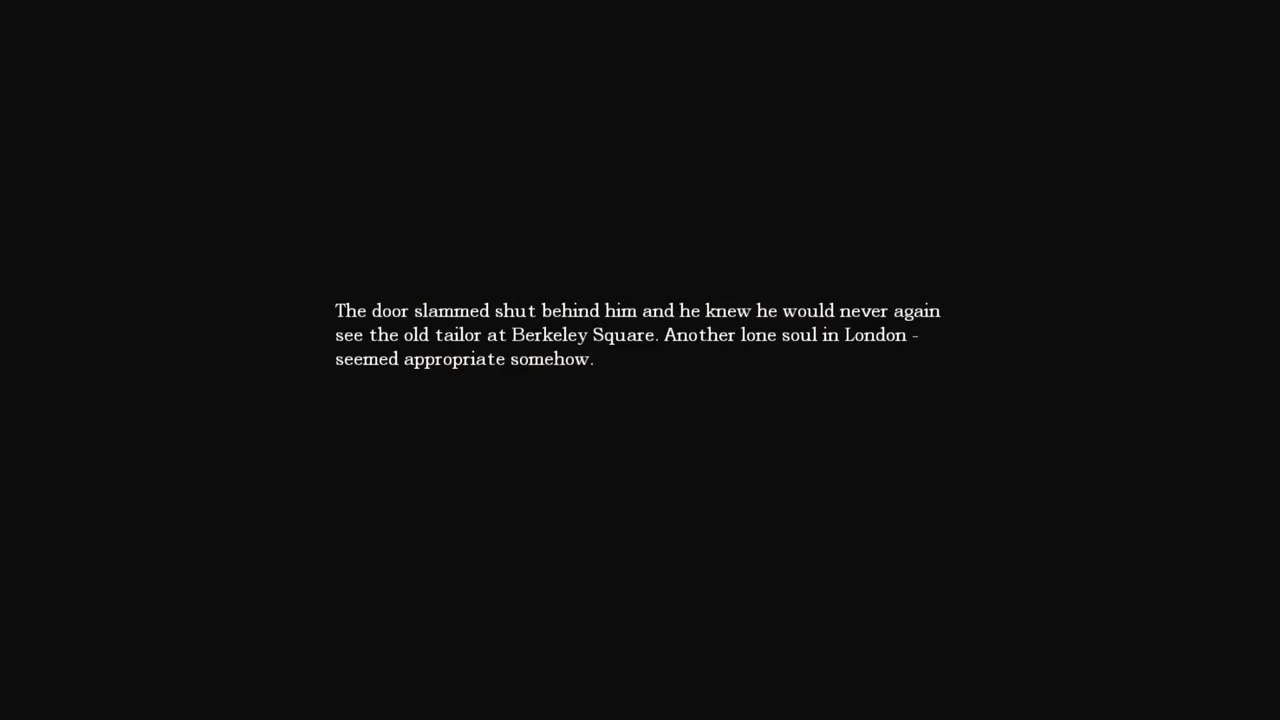 The door slammed shut behind him and he knew he would never again
see the old tailor at Berkeley Square. Another lone soul in London -
seemed appropriate somehow.